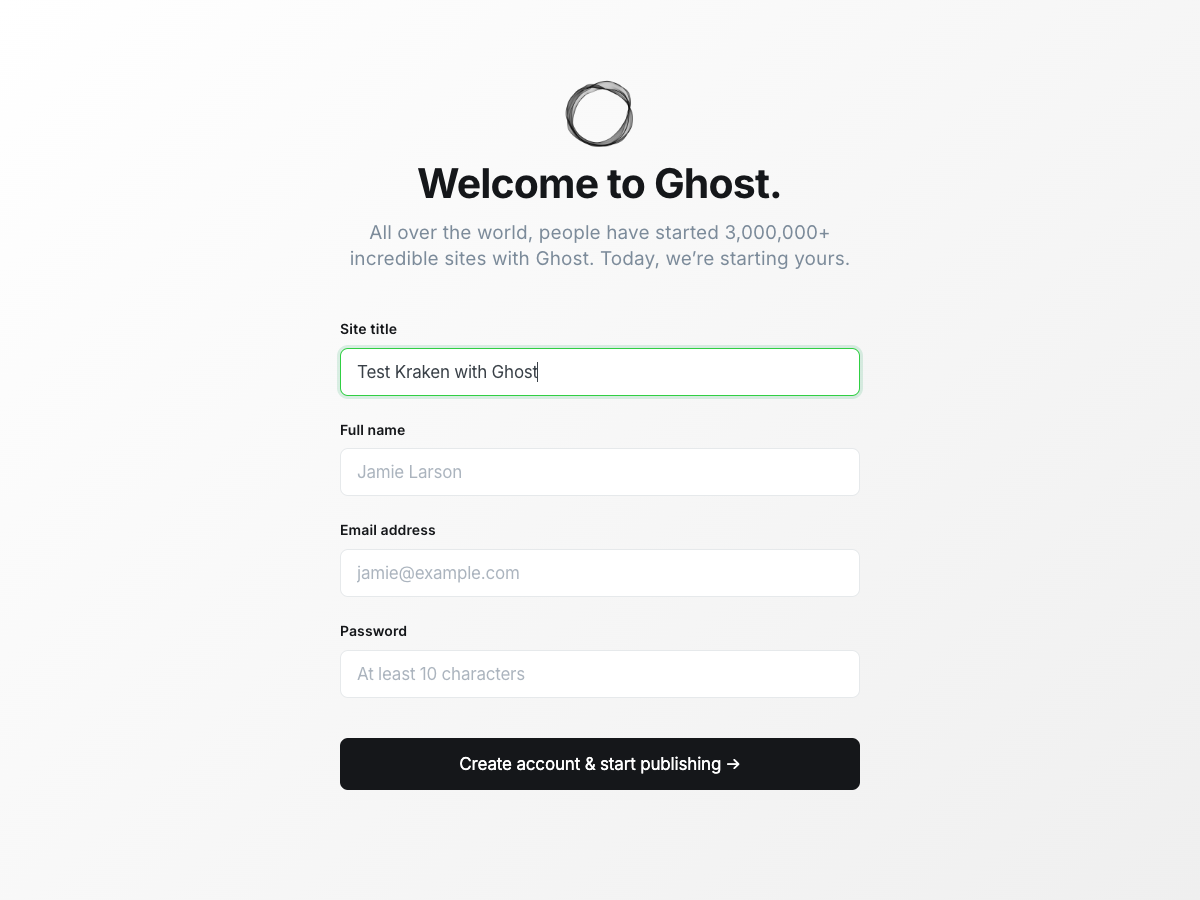 Welcome to Ghost.
All over the world, people have started 3,000,000+
incredible sites with Ghost. Today, we’re starting yours.
Site title
Test Kraken with Ghost
Full name
Jamie Larson
Email address
jamie@example.com
Password
At least 10 characters
Create account & start publishing →